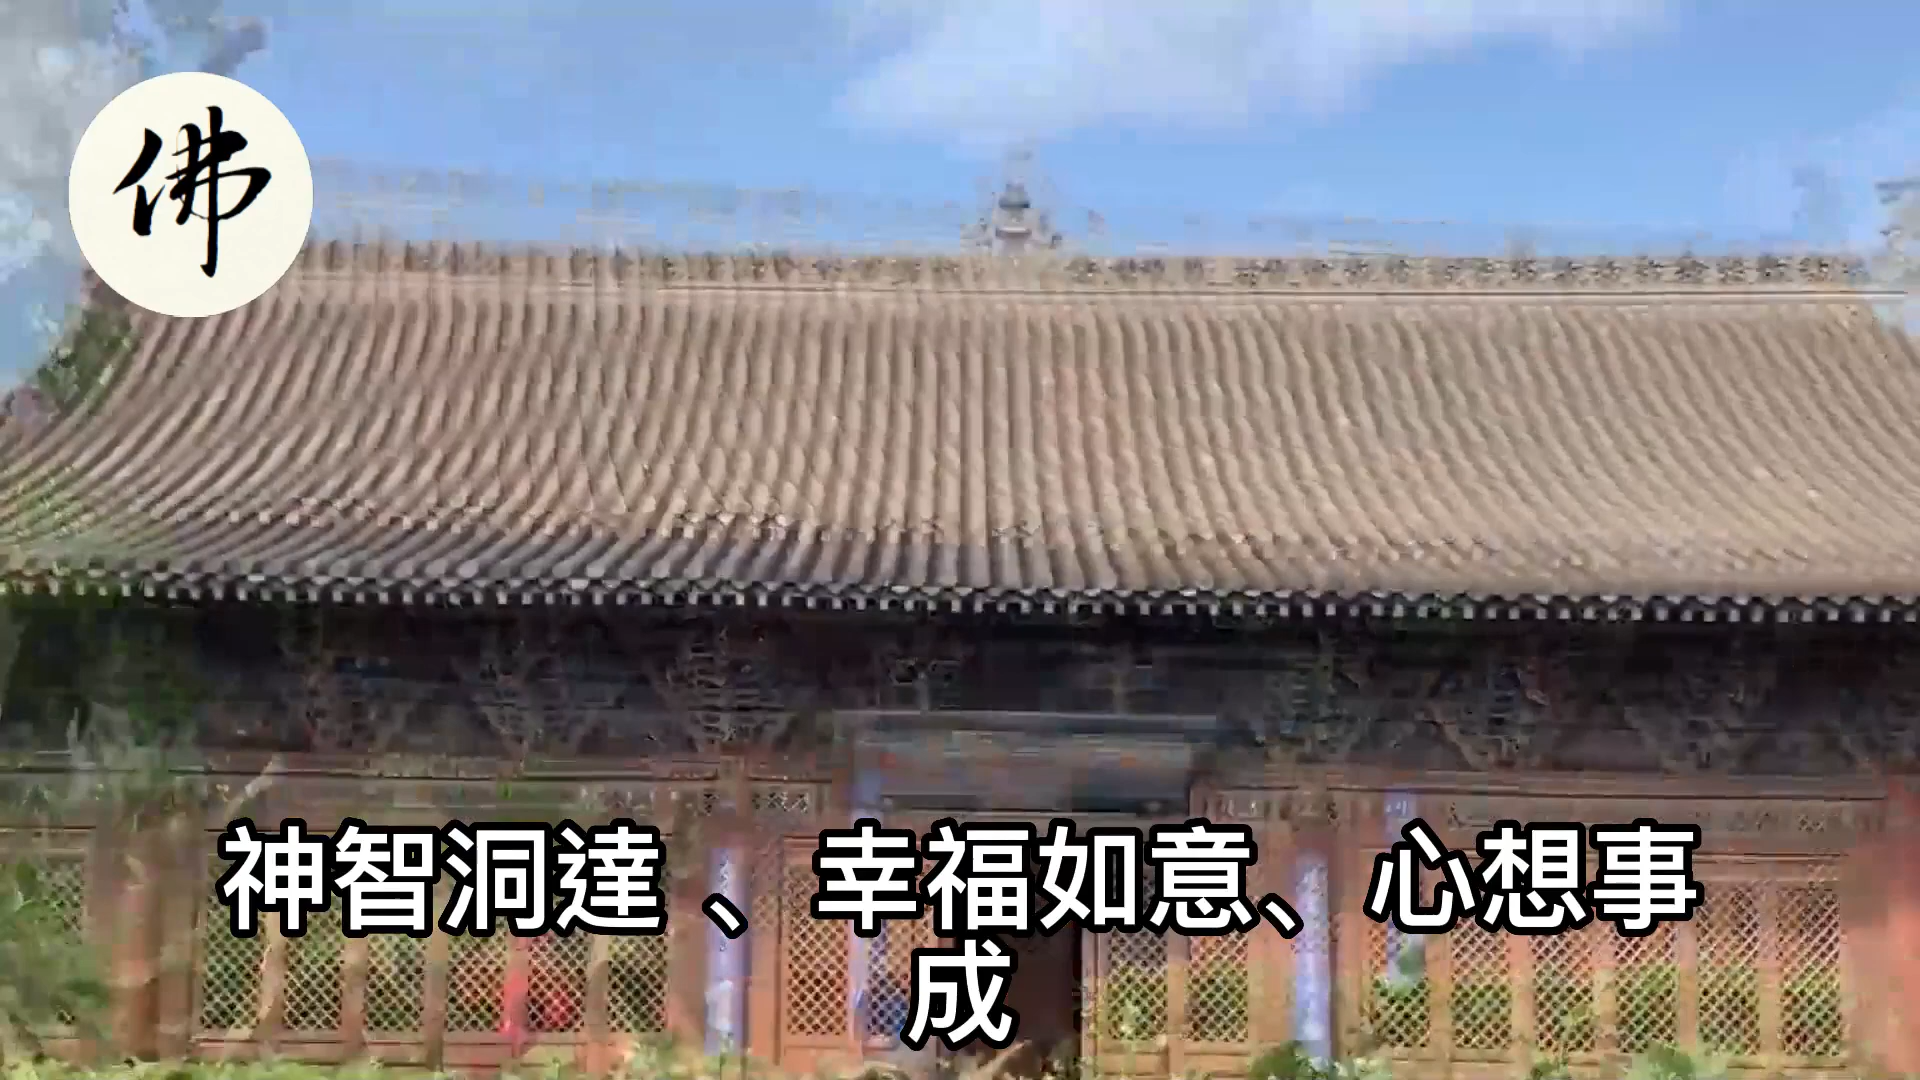 佛
神智洞達 、幸福如意、心想事
成